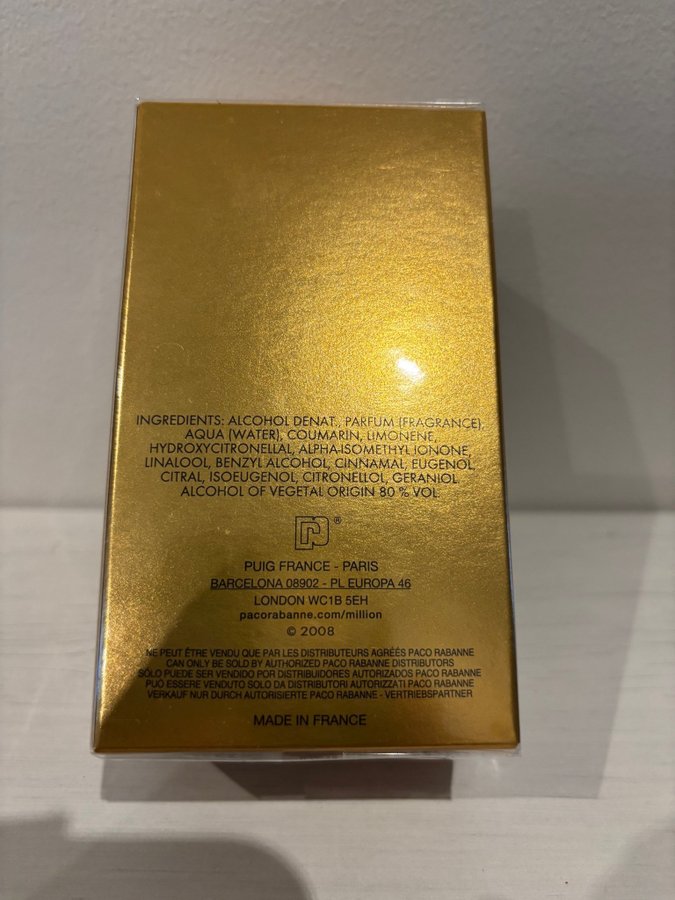 INGREDIENTS: ALCOHOL DENAT., PARFUM (FRAGRANCE),
AQUA (WATER), COUMARIN, LIMONENE,
HYDROXYCITRONELLAL, ALPHA-ISOMETHYL IONONE,
LINALOOL, BENZYL ALCOHOL, CINNAMAL, EUGENOL,
CITRAL, ISOEUGENOL, CITRONELLOL, GERANIOL
ALCOHOL OF VEGETAL ORIGIN 80 % VOL.
®
PUIG FRANCE - PARIS
BARCELONA 08902 - PL EUROPA 46
LONDON WC1B 5EH
pacorabanne.com/million
© 2008
NE PEUT ÊTRE VENDU QUE PAR LES DISTRIBUTEURS AGRÉÉS PACO RABANNE
CAN ONLY BE SOLD BY AUTHORIZED PACO RABANNE DISTRIBUTORS
SÓLO PUEDE SER VENDIDO POR DISTRIBUIDORES AUTORIZADOS PACO RABANNE
PUÒ ESSERE VENDUTO SOLO DA DISTRIBUTORI AUTORIZZATI PACO RABANNE
VERKAUF NUR DURCH AUTORISIERTE PACO RABANNE - VERTRIEBSPARTNER
MADE IN FRANCE